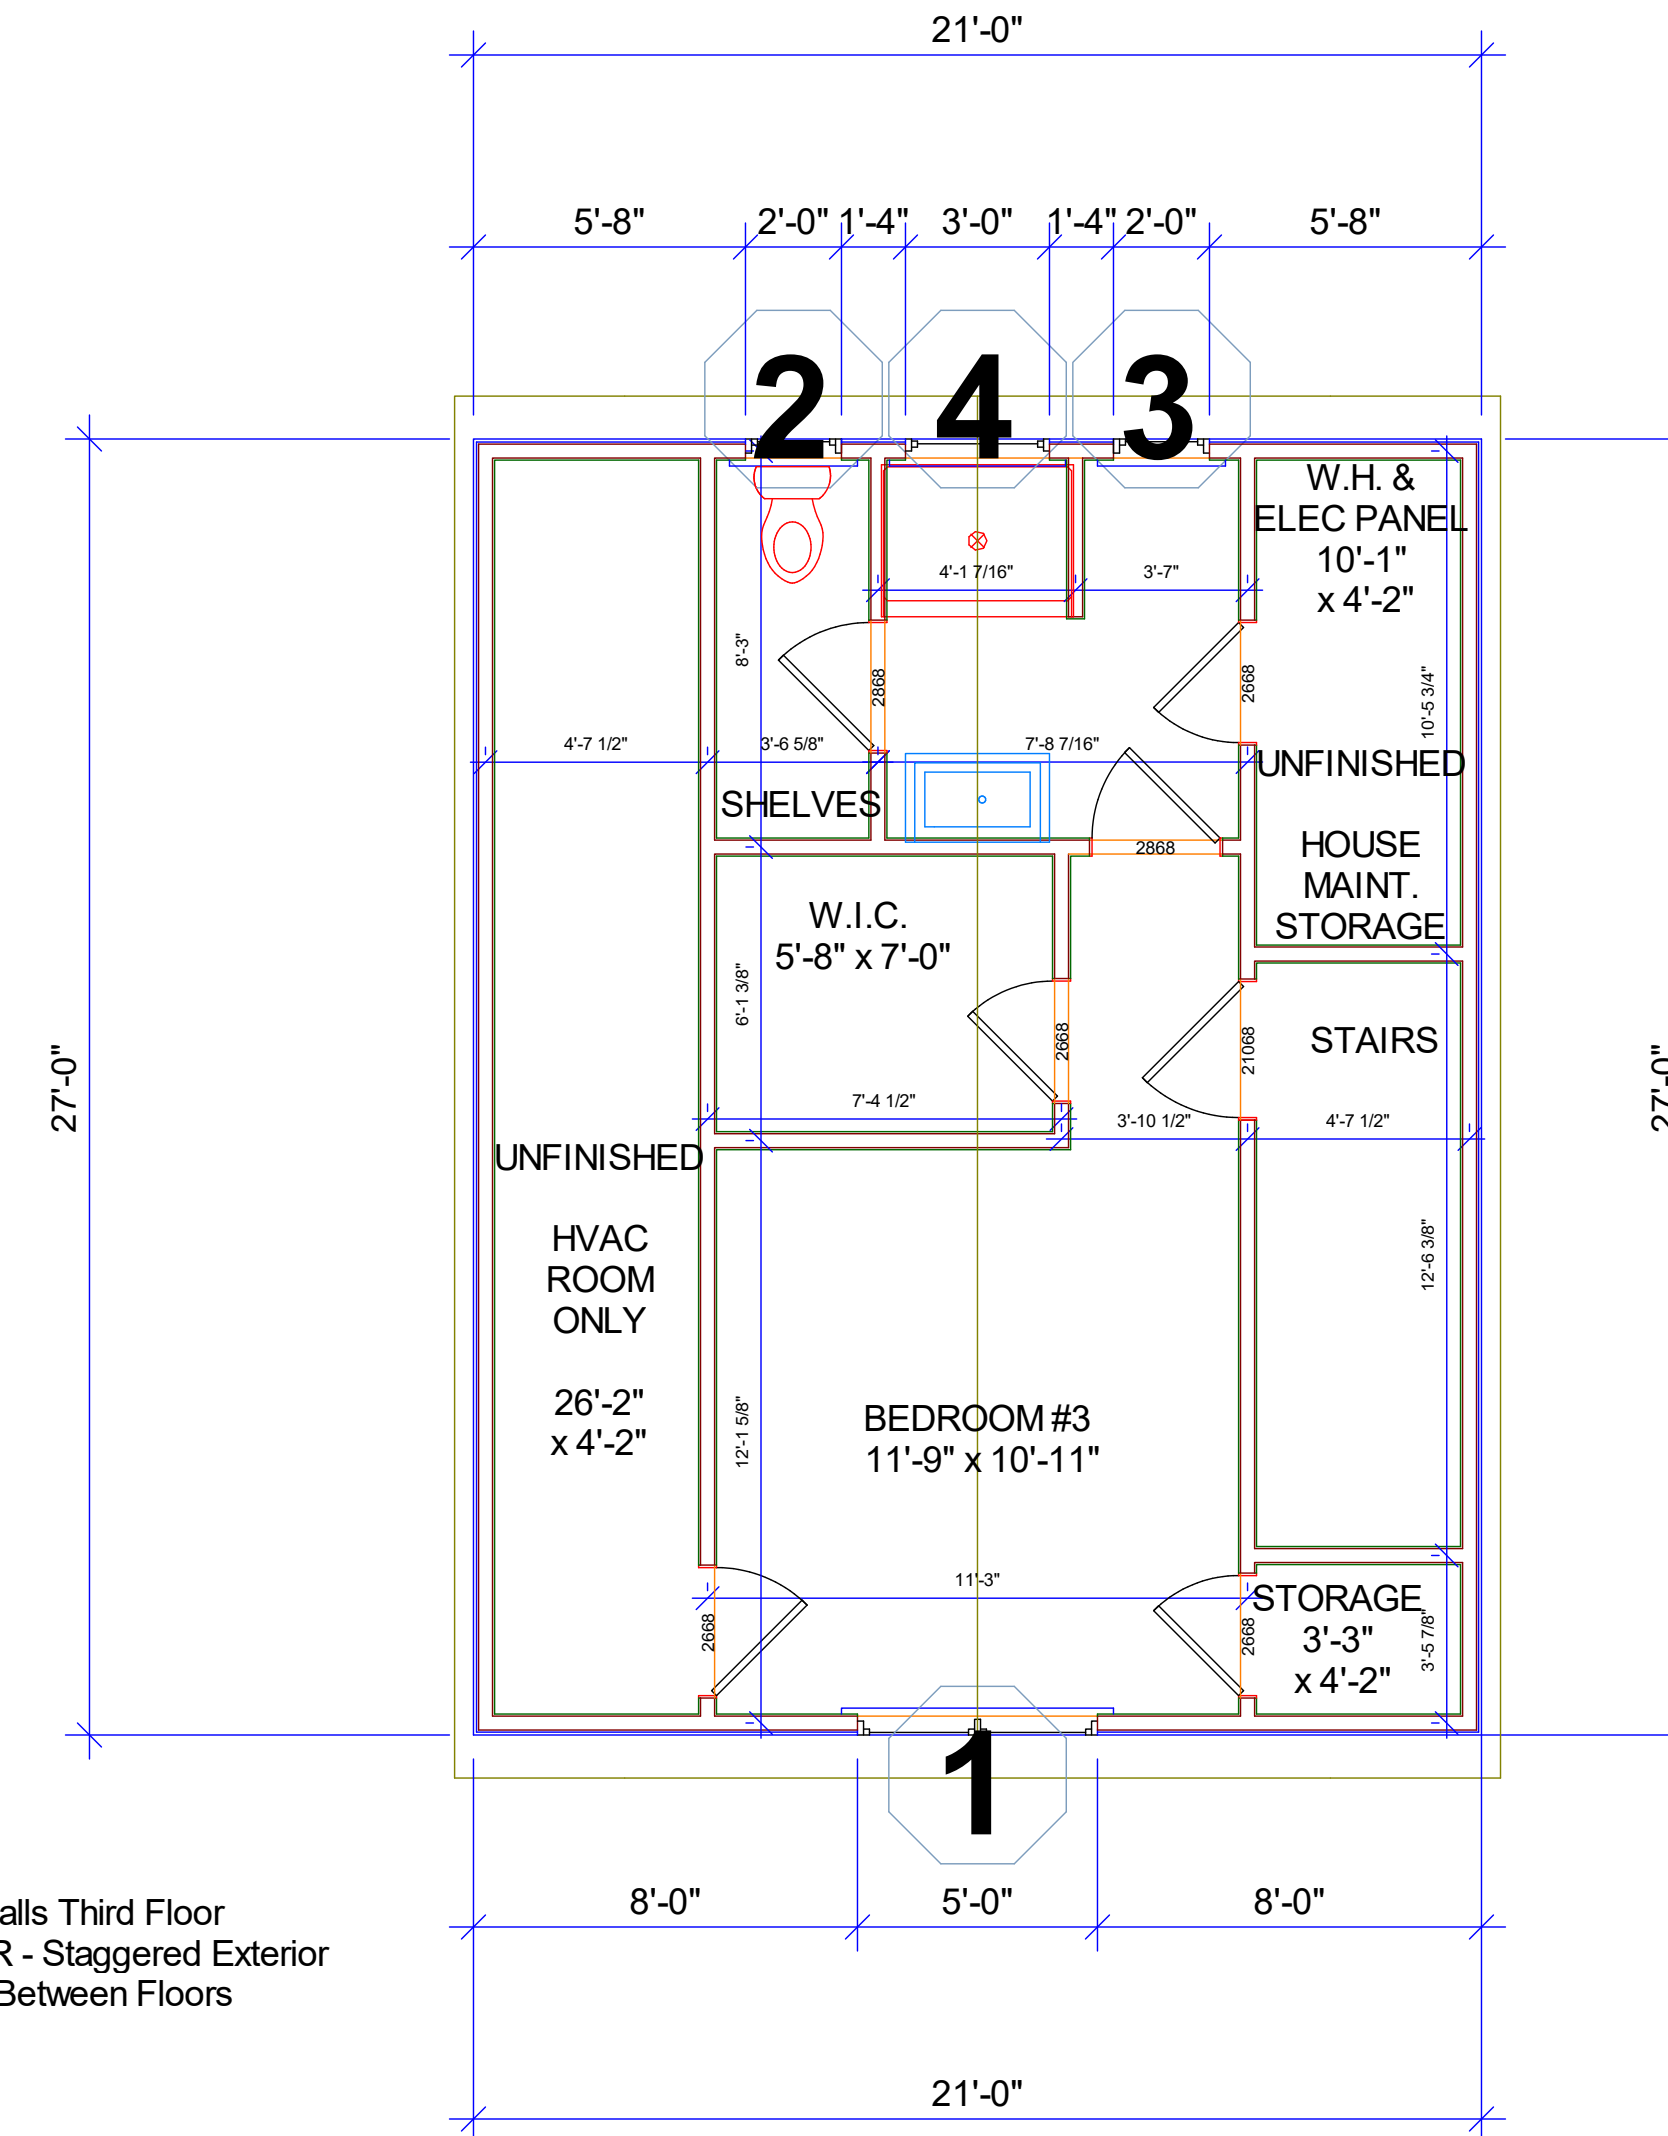 21'-0"
5'-8" 2'-0" 1'-4" 3'-0" 1'-4" 2'-0" 5'-8"
2 4 3
W.H. &
ELEC PANEL
10'-1"
x 4'-2"
4'-1 7/16" 3'-7"
8'-3"
2868
2668
10'-5 3/4"
4'-7 1/2" 3'-6 5/8" 7'-8 7/16"
UNFINISHED
SHELVES
2868
HOUSE
MAINT.
STORAGE
W.I.C.
5'-8" x 7'-0"
6'-1 3/8"
2668
21068
STAIRS
27'-0"
27'-0"
7'-4 1/2"
3'-10 1/2" 4'-7 1/2"
UNFINISHED
HVAC
ROOM
ONLY
26'-2"
x 4'-2"
12'-6 3/8"
12'-1 5/8"
BEDROOM #3
11'-9" x 10'-11"
11'-3"
2668
2668
STORAGE
3'-3"
x 4'-2"
3'-5 7/8"
1
8'-0" 5'-0" 8'-0"
alls Third Floor
R - Staggered Exterior
Between Floors
21'-0"